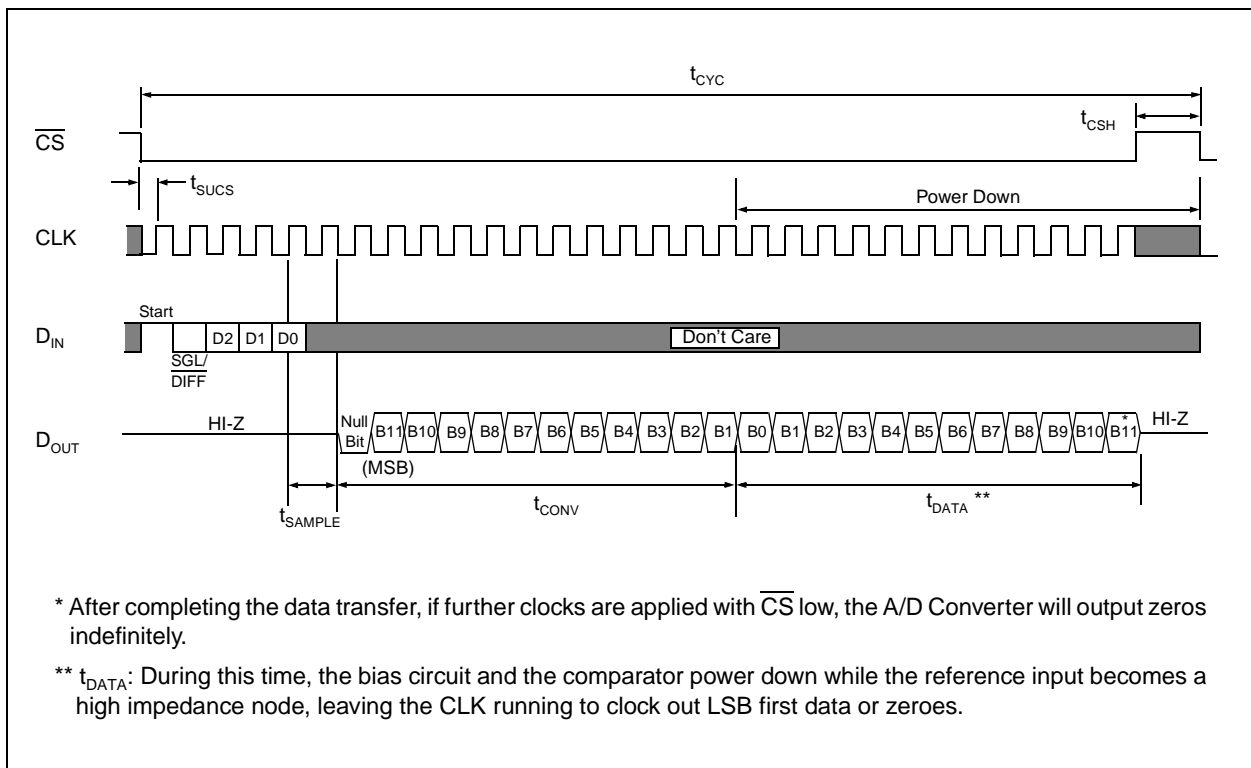 tCYC
tCSH
CS
tSUCS
Power Down
CLK
Start
DIN
D2 D1 D0
Don't Care
SGL/
DIFF
HI-Z
Null
Bit
B11 B10 B9 B8 B7 B6 B5 B4 B3 B2 B1 B0 B1 B2 B3 B4 B5 B6 B7 B8 B9 B10 B11
*
HI-Z
DOUT
(MSB)
tSAMPLE
tCONV
tDATA **
* After completing the data transfer, if further clocks are applied with CS low, the A/D Converter will output zeros
indefinitely.
** tDATA: During this time, the bias circuit and the comparator power down while the reference input becomes a
high impedance node, leaving the CLK running to clock out LSB first data or zeroes.